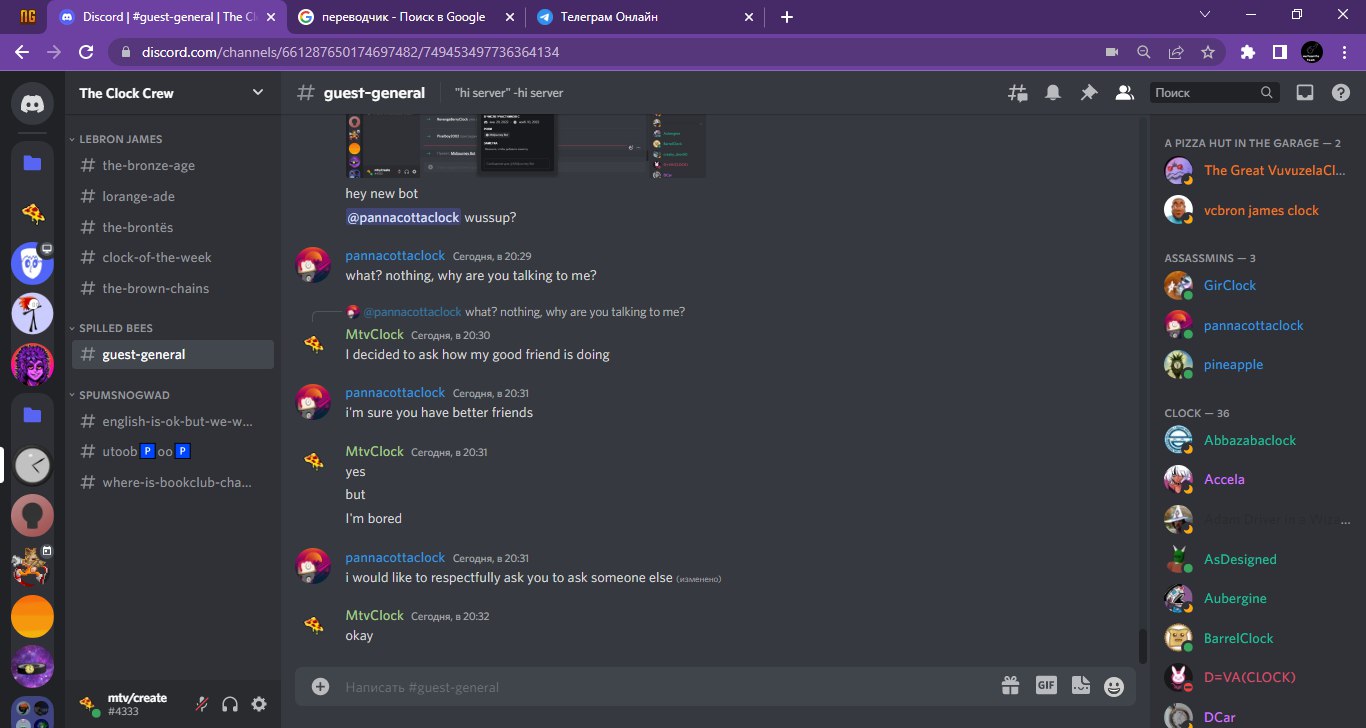 NG
Discord | #guest-general | The Cl
переводчик - Поиск в Google
Телеграм Онлайн
discord.com/channels/661287650174697482/749453497736364134
The Clock Crew
guest-general
"hi server" -hi server
Поиск
LEBRON JAMES
the-bronze-age
lorange-ade
the-brontës
clock-of-the-week
the-brown-chains
SPILLED BEES
guest-general
SPUMSNOGWAD
english-is-ok-but-we-w...
utoob P oo P
where-is-bookclub-cha...
mtv/create
#4333
hey new bot
@pannacottaclock wussup?
pannacottaclock Сегодня, в 20:29
what? nothing, why are you talking to me?
@pannacottaclock what? nothing, why are you talking to me?
MtvClock Сегодня, в 20:30
I decided to ask how my good friend is doing
pannacottaclock Сегодня, в 20:31
i'm sure you have better friends
MtvClock Сегодня, в 20:31
yes
but
I'm bored
pannacottaclock Сегодня, в 20:31
i would like to respectfully ask you to ask someone else (изменено)
MtvClock Сегодня, в 20:32
okay
Написать #guest-general
GIF
A PIZZA HUT IN THE GARAGE — 2
The Great VuvuzelaCl...
vcbron james clock
ASSASSMINS — 3
GirClock
pannacottaclock
pineapple
CLOCK — 36
Abbazabaclock
Accela
Adam Driver in a Wiza...
AsDesigned
Aubergine
BarrelClock
D=VA(CLOCK)
DCar